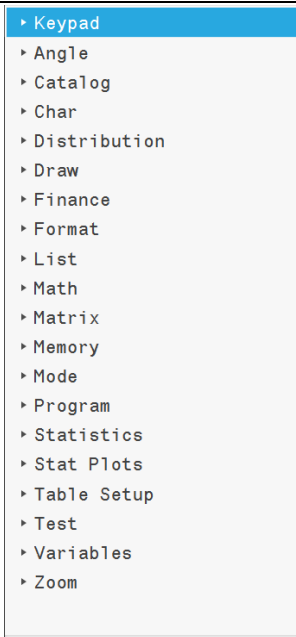 Keypad
Angle
Catalog
Char
Distribution
Draw
Finance
Format
List
Math
Matrix
Memory
Mode
Program
Statistics
Stat Plots
Table Setup
Test
Variables
Zoom